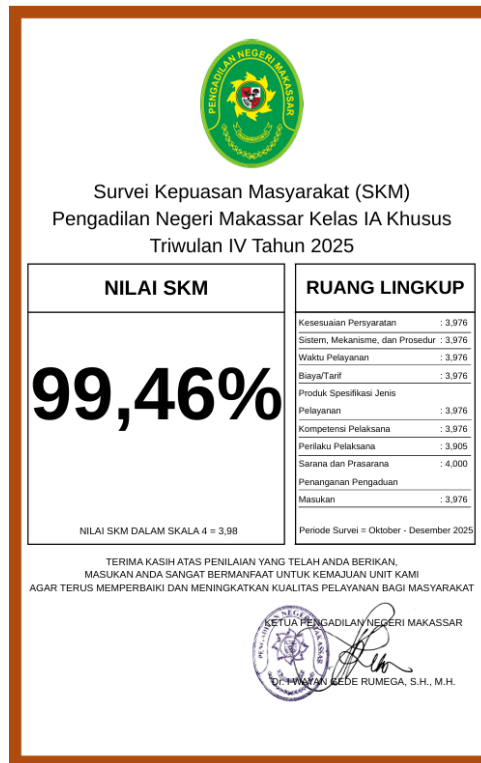 PENGADILAN NEGERI MAKASSAR
Survei Kepuasan Masyarakat (SKM)
Pengadilan Negeri Makassar Kelas IA Khusus
Triwulan IV Tahun 2025
NILAI SKM
99,46%
NILAI SKM DALAM SKALA 4 = 3,98
RUANG LINGKUP
Kesesuaian Persyaratan : 3,976
Sistem, Mekanisme, dan Prosedur : 3,976
Waktu Pelayanan : 3,976
Biaya/Tarif : 3,976
Produk Spesifikasi Jenis
Pelayanan : 3,976
Kompetensi Pelaksana : 3,976
Perilaku Pelaksana : 3,905
Sarana dan Prasarana : 4,000
Penanganan Pengaduan
Masukan : 3,976
Periode Survei = Oktober - Desember 2025
TERIMA KASIH ATAS PENILAIAN YANG TELAH ANDA BERIKAN,
MASUKAN ANDA SANGAT BERMANFAAT UNTUK KEMAJUAN UNIT KAMI
AGAR TERUS MEMPERBAIKI DAN MENINGKATKAN KUALITAS PELAYANAN BAGI MASYARAKAT
KETUA PENGADILAN NEGERI MAKASSAR
PENGADILAN NEGERI MAKASSAR
Dr. I WAYAN GEDE RUMEGA, S.H., M.H.